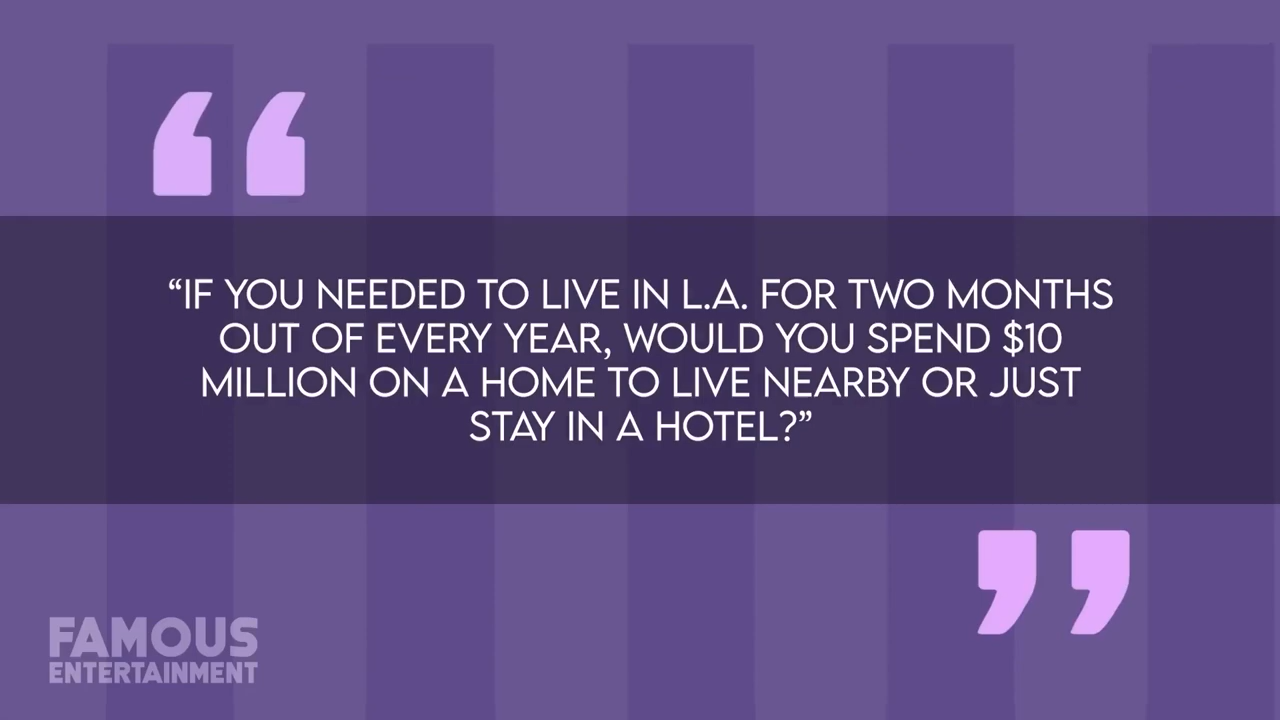 “IF YOU NEEDED TO LIVE IN L.A. FOR TWO MONTHS
OUT OF EVERY YEAR, WOULD YOU SPEND $10
MILLION ON A HOME TO LIVE NEARBY OR JUST
STAY IN A HOTEL?”
FAMOUS
ENTERTAINMENT